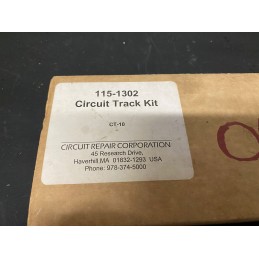 115-1302
Circuit Track Kit
CT-10
CIRCUIT REPAIR CORPORATION
45 Research Drive,
Haverhill,MA 01832-1293 USA
Phone: 978-374-5000